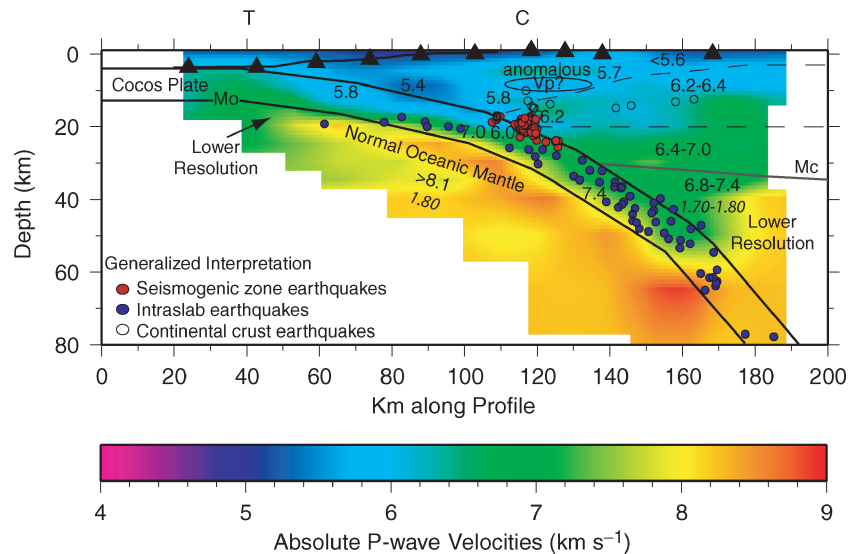 T C
0
20
40
60
80
Depth (km)
anomalous
Vp?
<5.6
5.7
6.2-6.4
Cocos Plate
5.8
5.4
5.8
6.2
Mo
7.0
6.0
Lower
Resolution
Normal Oceanic Mantle
6.4-7.0
Mc
>8.1
1.80
7.4
6.8-7.4
1.70-1.80
Lower
Resolution
Generalized Interpretation
Seismogenic zone earthquakes
Intraslab earthquakes
Continental crust earthquakes
0 20 40 60 80 100 120 140 160 180 200
Km along Profile
4 5 6 7 8 9
Absolute P-wave Velocities (km s⁻¹)